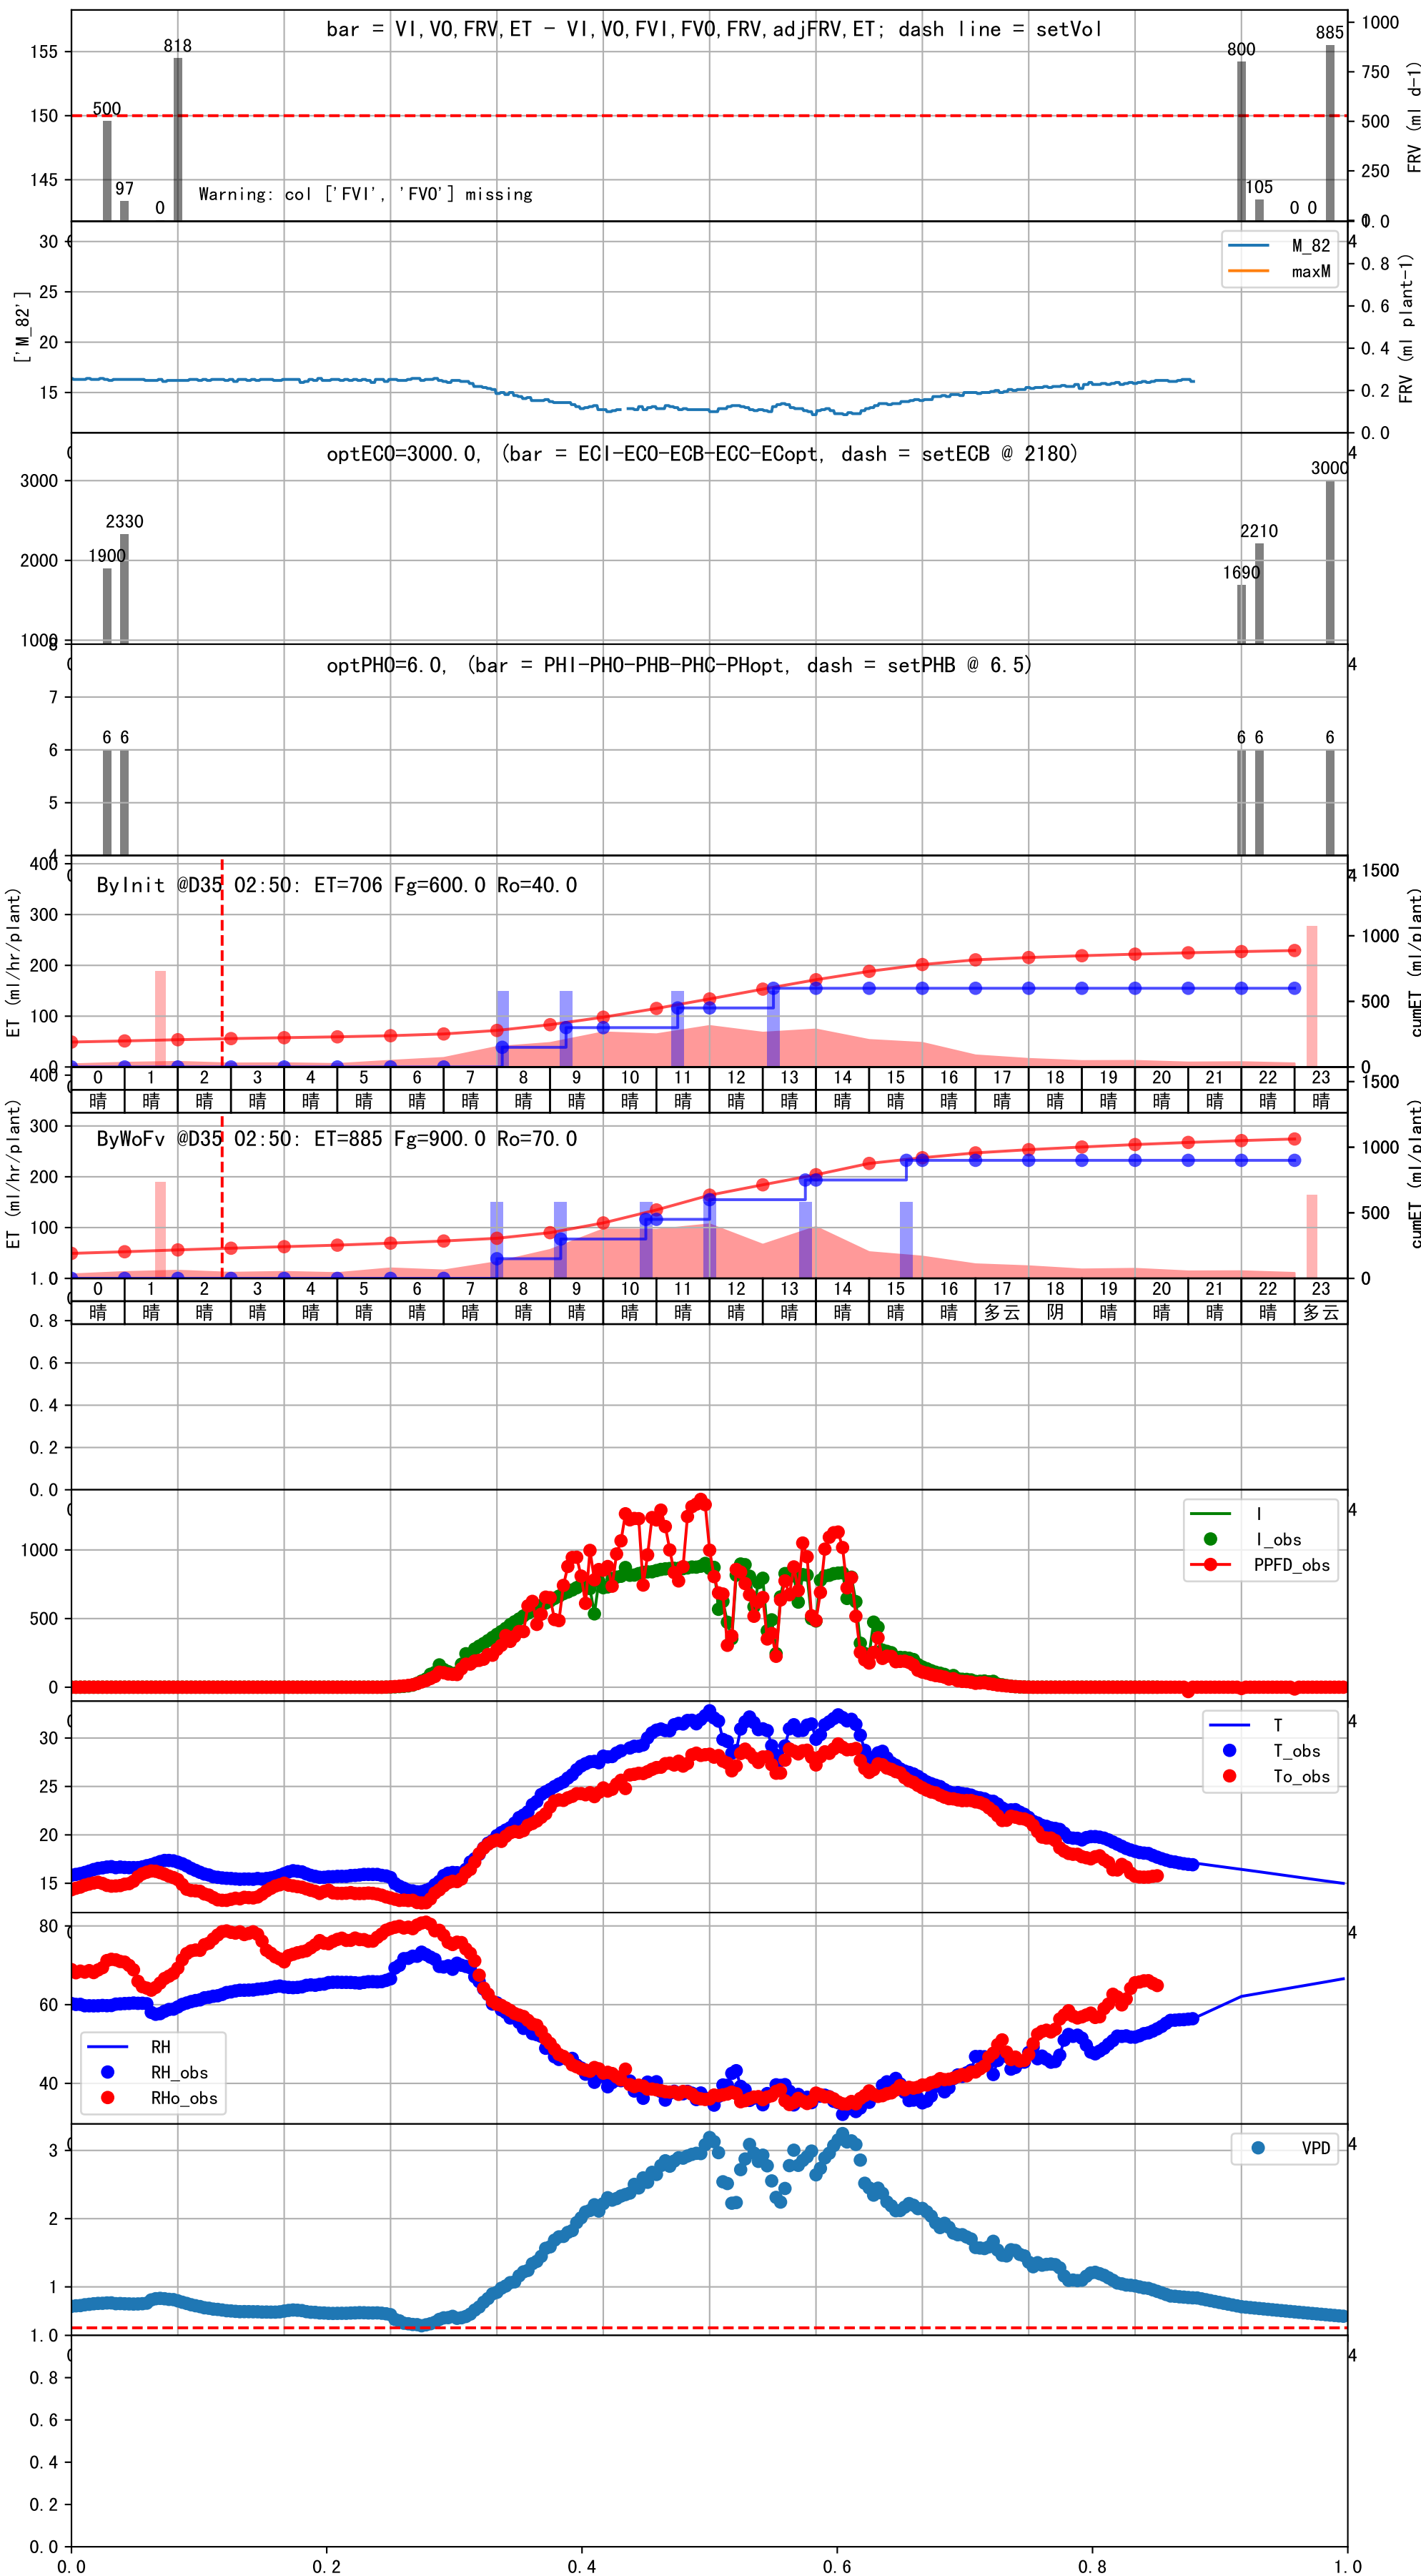 bar = VI,VO,FRV,ET - VI,VO,FVI,FVO,FRV,adjFRV,ET; dash line = setVol
155
150
145
500
97
0
818
800
105
0 0
885
Warning: col ['FVI', 'FVO'] missing
1000
750
500
250
0
FRV (ml d-1)
1.0
30
25
20
15
['M_82']
M_82
maxM
0.8
0.6
0.4
0.2
0.0
FRV (ml plant-1)
optECO=3000.0, (bar = ECI-ECO-ECB-ECC-ECopt, dash = setECB @ 2180)
3000
2000
1000
1900
2330
1690
2210
3000
optPHO=6.0, (bar = PHI-PHO-PHB-PHC-PHopt, dash = setPHB @ 6.5)
8
7
6
5
4
6 6
6 6
6
ByInit @D35 02:50: ET=706 Fg=600.0 Ro=40.0
400
300
200
100
0
ET (ml/hr/plant)
1500
1000
500
0
cumET (ml/plant)
0 1 2 3 4 5 6 7 8 9 10 11 12 13 14 15 16 17 18 19 20 21 22 23
晴 晴 晴 晴 晴 晴 晴 晴 晴 晴 晴 晴 晴 晴 晴 晴 晴 晴 晴 晴 晴 晴 晴 晴
ByWoFv @D35 02:50: ET=885 Fg=900.0 Ro=70.0
400
300
200
100
ET (ml/hr/plant)
1500
1000
500
0
cumET (ml/plant)
0 1 2 3 4 5 6 7 8 9 10 11 12 13 14 15 16 17 18 19 20 21 22 23
晴 晴 晴 晴 晴 晴 晴 晴 晴 晴 晴 晴 晴 晴 晴 晴 晴 多云 阴 晴 晴 晴 晴 多云
1.0
0.8
0.6
0.4
0.2
0.0
1000
500
0
I
I_obs
PPFD_obs
30
25
20
15
T
T_obs
To_obs
80
60
40
RH
RH_obs
RHo_obs
3
2
1
VPD
1.0
0.8
0.6
0.4
0.2
0.0
0.0 0.2 0.4 0.6 0.8 1.0